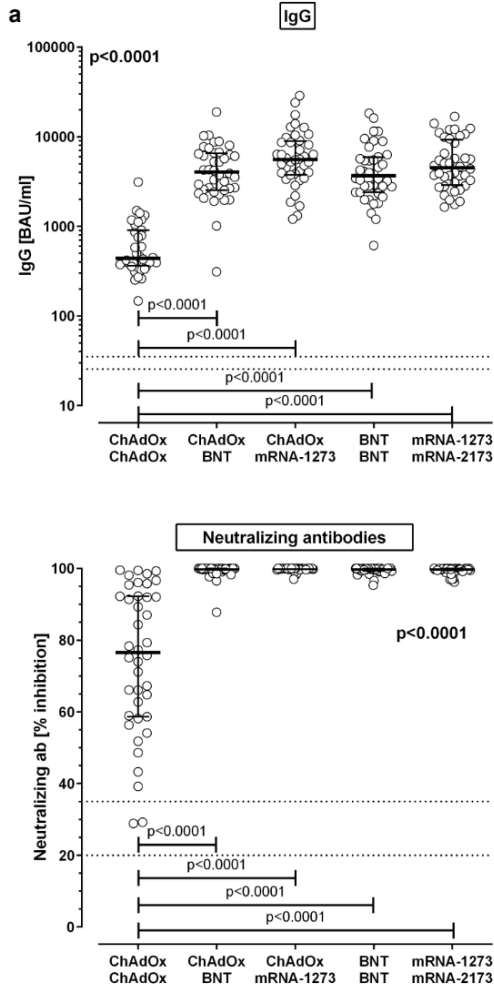 a
IgG
p<0.0001
100000
10000
1000
100
10
IgG [BAU/ml]
p<0.0001
p<0.0001
p<0.0001
p<0.0001
ChAdOx ChAdOx ChAdOx BNT mRNA-1273
ChAdOx BNT mRNA-1273 BNT mRNA-2173
Neutralizing antibodies
100
80
60
40
20
0
Neutralizing ab [% inhibition]
p<0.0001
p<0.0001
p<0.0001
p<0.0001
p<0.0001
ChAdOx ChAdOx ChAdOx BNT mRNA-1273
ChAdOx BNT mRNA-1273 BNT mRNA-2173